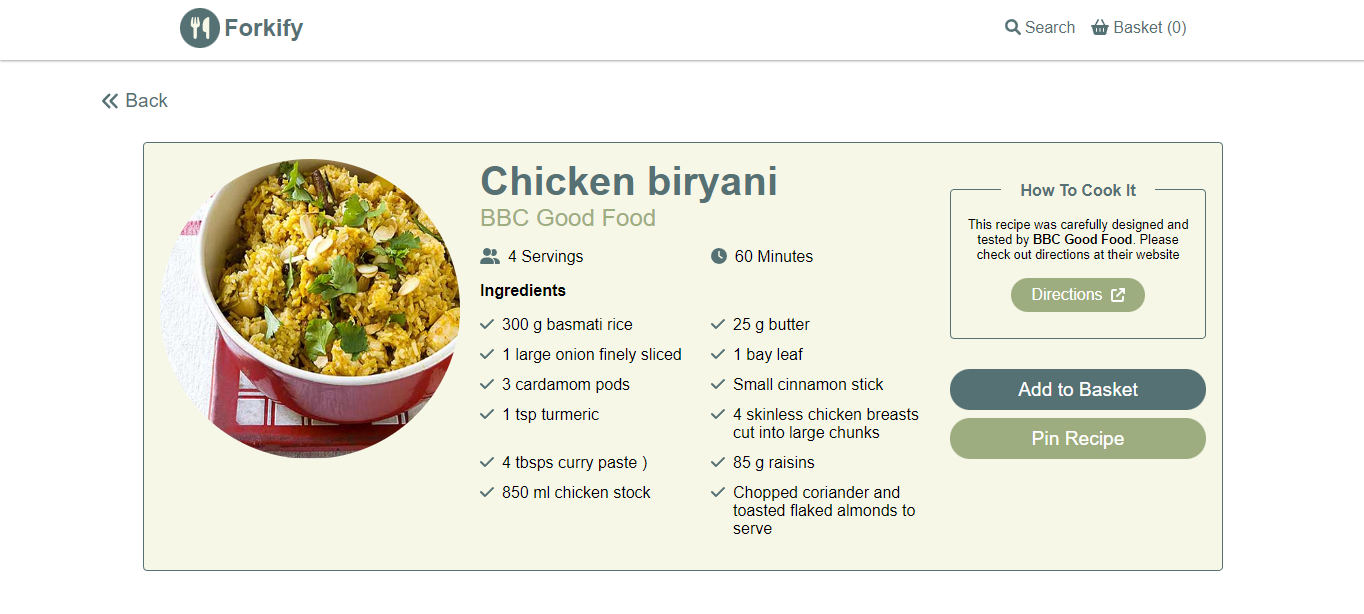 Forkify
Search
Basket (0)
Back
Chicken biryani
BBC Good Food
4 Servings
60 Minutes
Ingredients
300 g basmati rice
25 g butter
1 large onion finely sliced
1 bay leaf
3 cardamom pods
Small cinnamon stick
1 tsp turmeric
4 skinless chicken breasts
cut into large chunks
4 tbsps curry paste )
85 g raisins
850 ml chicken stock
Chopped coriander and
toasted flaked almonds to
serve
How To Cook It
This recipe was carefully designed and
tested by BBC Good Food. Please
check out directions at their website
Directions
Add to Basket
Pin Recipe